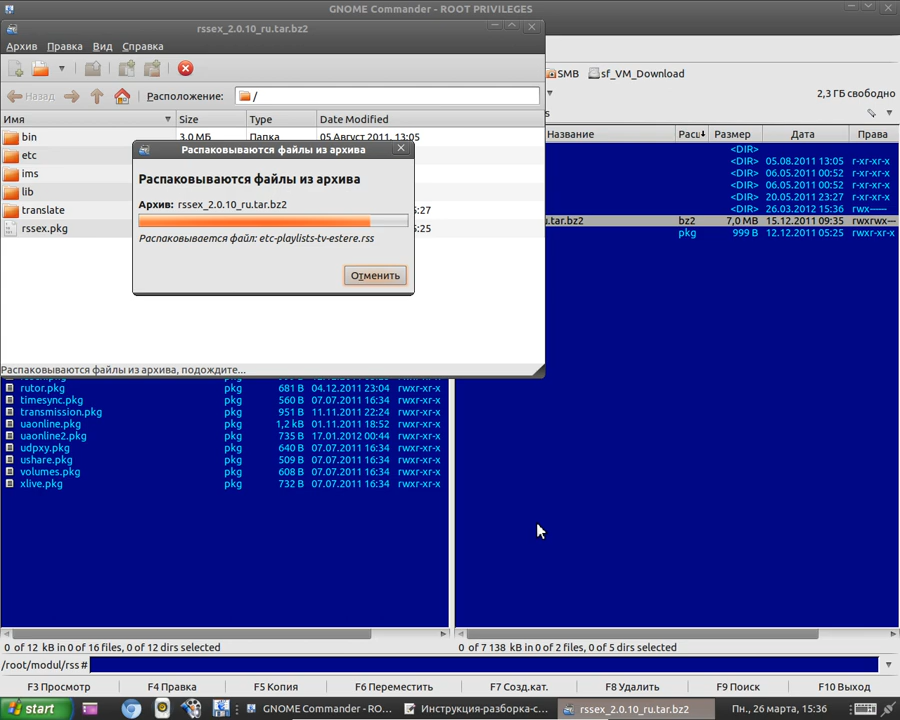 GNOME Commander - ROOT PRIVILEGES
rssex_2.0.10_ru.tar.bz2
Архив Правка Вид Справка
SMB sf_VM_Download
Назад Расположение: /
2,3 ГБ свободно
s
Имя Size Type Date Modified
Название Расш Размер Дата Права
bin 3,0 МБ Папка 05 Август 2011, 13:05
etc
ims
lib
translate :27
rssex.pkg :25
Распаковываются файлы из архива
Распаковываются файлы из архива
Архив: rssex_2.0.10_ru.tar.bz2
Распаковывается файл: etc-playlists-tv-estere.rss
Отменить
<DIR>
<DIR> 05.08.2011 13:05 r-xr-xr-x
<DIR> 06.05.2011 00:52 r-xr-xr-x
<DIR> 06.05.2011 00:52 r-xr-xr-x
<DIR> 20.05.2011 23:27 r-xr-xr-x
<DIR> 26.03.2012 15:36 rwx------
u.tar.bz2 bz2 7,0 MB 15.12.2011 09:35 rwxrwx---
pkg 999 B 12.12.2011 05:25 rwxr-xr-x
Распаковываются файлы из архива, подождите...
rutor.pkg pkg 681 B 04.12.2011 23:04 rwxr-xr-x
timesync.pkg pkg 560 B 07.07.2011 16:34 rwxr-xr-x
transmission.pkg pkg 951 B 11.11.2011 22:24 rwxr-xr-x
uaonline.pkg pkg 1,2 kB 01.11.2011 18:52 rwxr-xr-x
uaonline2.pkg pkg 735 B 17.01.2012 00:44 rwxr-xr-x
udpxy.pkg pkg 640 B 07.07.2011 16:34 rwxr-xr-x
ushare.pkg pkg 509 B 07.07.2011 16:34 rwxr-xr-x
volumes.pkg pkg 608 B 07.07.2011 16:34 rwxr-xr-x
xlive.pkg pkg 732 B 07.07.2011 16:34 rwxr-xr-x
0 of 12 kB in 0 of 16 files, 0 of 12 dirs selected
0 of 7 138 kB in 0 of 2 files, 0 of 5 dirs selected
/root/modul/rss#
F3 Просмотр F4 Правка F5 Копия F6 Переместить F7 Созд.кат. F8 Удалить F9 Поиск F10 Выход
start GNOME Commander - RO... Инструкция-разборка-с... rssex_2.0.10_ru.tar.bz2 Пн., 26 марта, 15:36